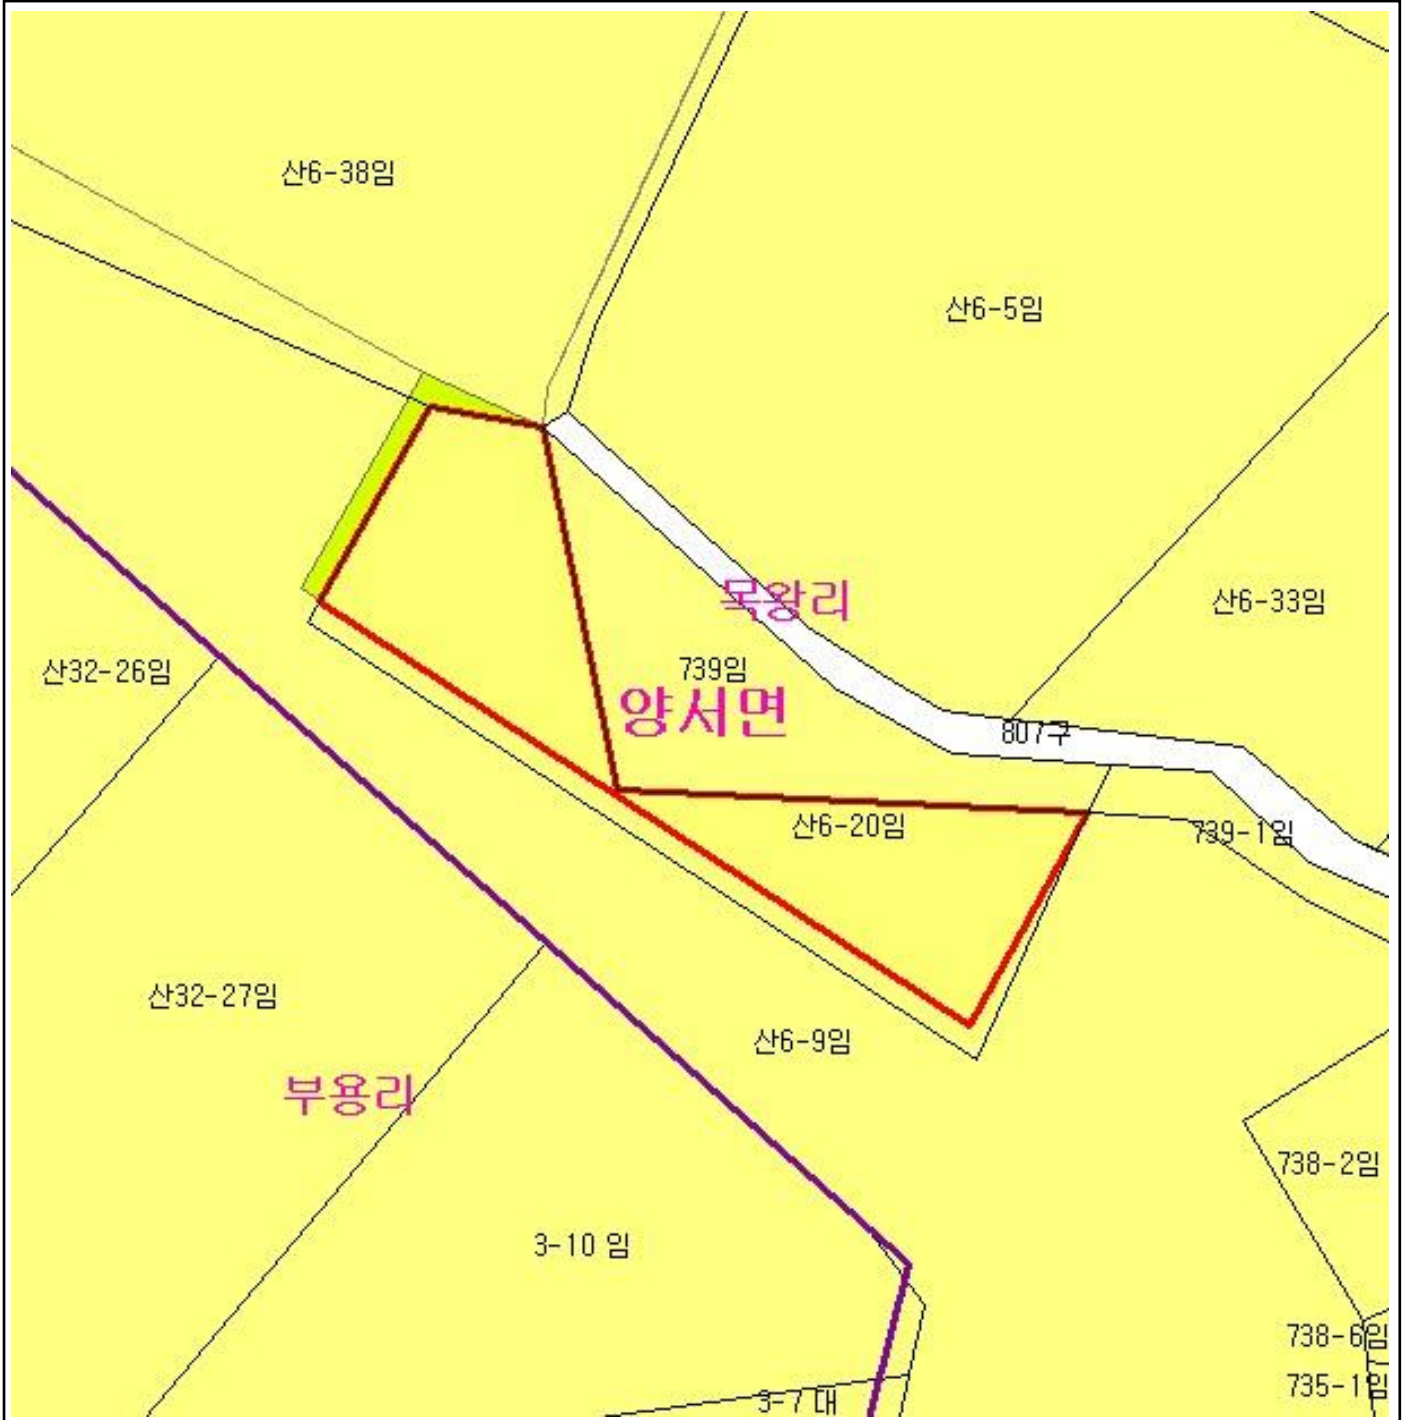 산6-38임
산6-5임
목왕리
산6-33임
산32-26임
739임
양서면
807구
산6-20임
739-1임
산32-27임
산6-9임
부용리
738-2임
3-10 임
738-6임
735-1임
3-7 대